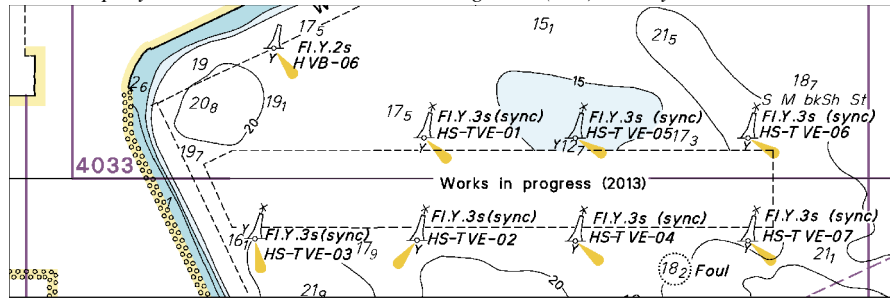 17₅
15₁
21₅
Fl.Y.2s
HVB-06
19
2₆
20₈
19₁
20
15
18₇
S M bkSh St
17₅
Fl.Y.3s(sync)
HS-TVE-01
Y
Fl.Y.3s (sync)
HS-TVE-05
Y
12₇
17₃
Fl.Y.3s (sync)
HS-TVE-06
Y
19₇
4033
Works in progress (2013)
1
Y
16₁
Fl.Y.3s(sync)
HS-TVE-03
17₉
Fl.Y.3s(sync)
HS-TVE-02
Y
Fl.Y.3s (sync)
HS-TVE-04
Y
Fl.Y.3s (sync)
HS-TVE-07
Y
21₁
18₂ Foul
21₉
20